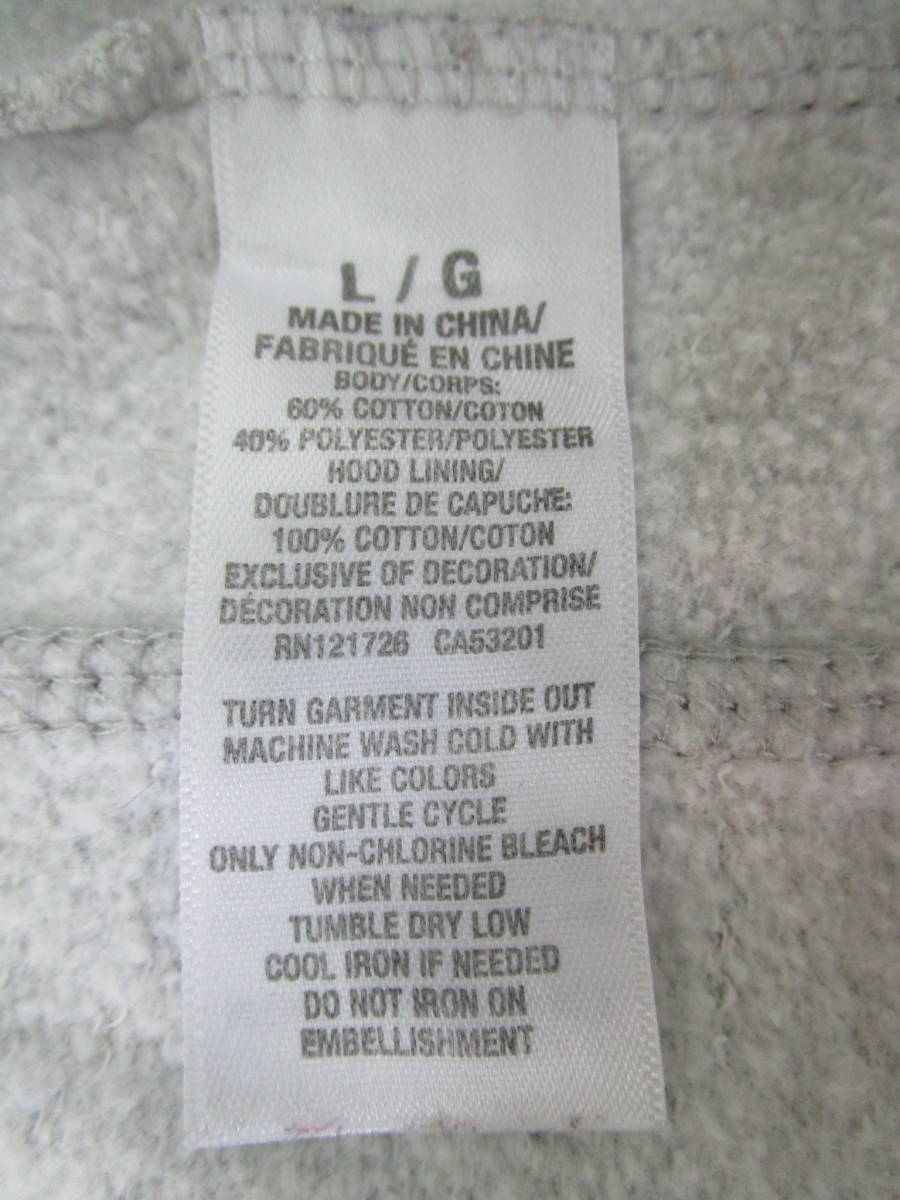 L / G
MADE IN CHINA/
FABRIQUÉ EN CHINE
BODY/CORPS:
60% COTTON/COTON
40% POLYESTER/POLYESTER
HOOD LINING/
DOUBLURE DE CAPUCHE:
100% COTTON/COTON
EXCLUSIVE OF DECORATION/
DÉCORATION NON COMPRISE
RN121726 CA53201
TURN GARMENT INSIDE OUT
MACHINE WASH COLD WITH
LIKE COLORS
GENTLE CYCLE
ONLY NON-CHLORINE BLEACH
WHEN NEEDED
TUMBLE DRY LOW
COOL IRON IF NEEDED
DO NOT IRON ON
EMBELLISHMENT